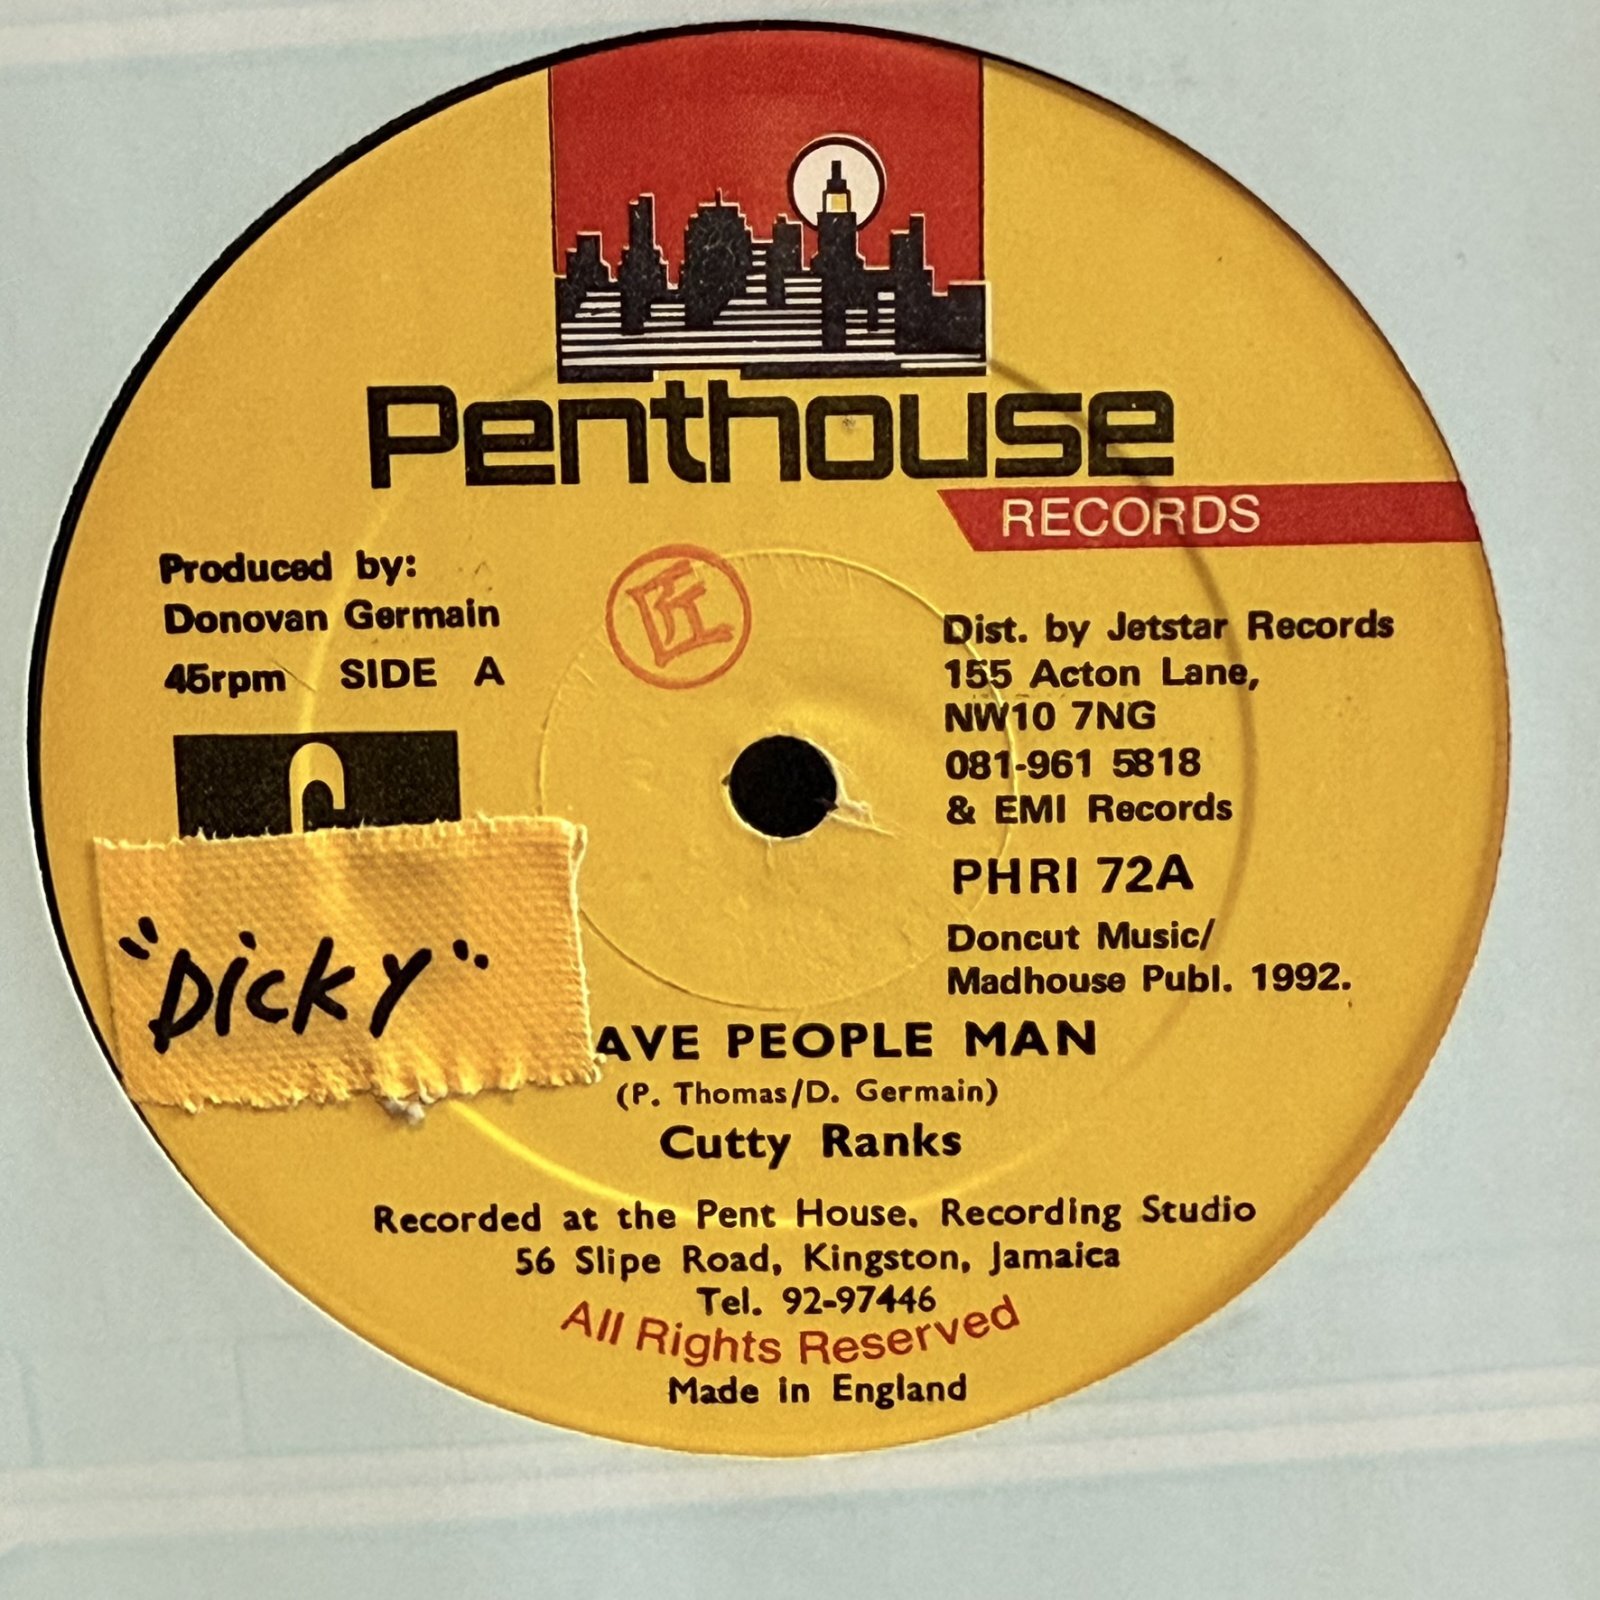 Penthouse
RECORDS
Produced by:
Donovan Germain
45rpm SIDE A
匠
Dist. by Jetstar Records
155 Acton Lane,
NW10 7NG
081-961 5818
& EMI Records
PHRI 72A
Doncut Music/
Madhouse Publ. 1992.
"DicKY"
AVE PEOPLE MAN
(P. Thomas/D. Germain)
Cutty Ranks
Recorded at the Pent House. Recording Studio
56 Slipe Road, Kingston, Jamaica
Tel. 92-97446
All Rights Reserved
Made in England